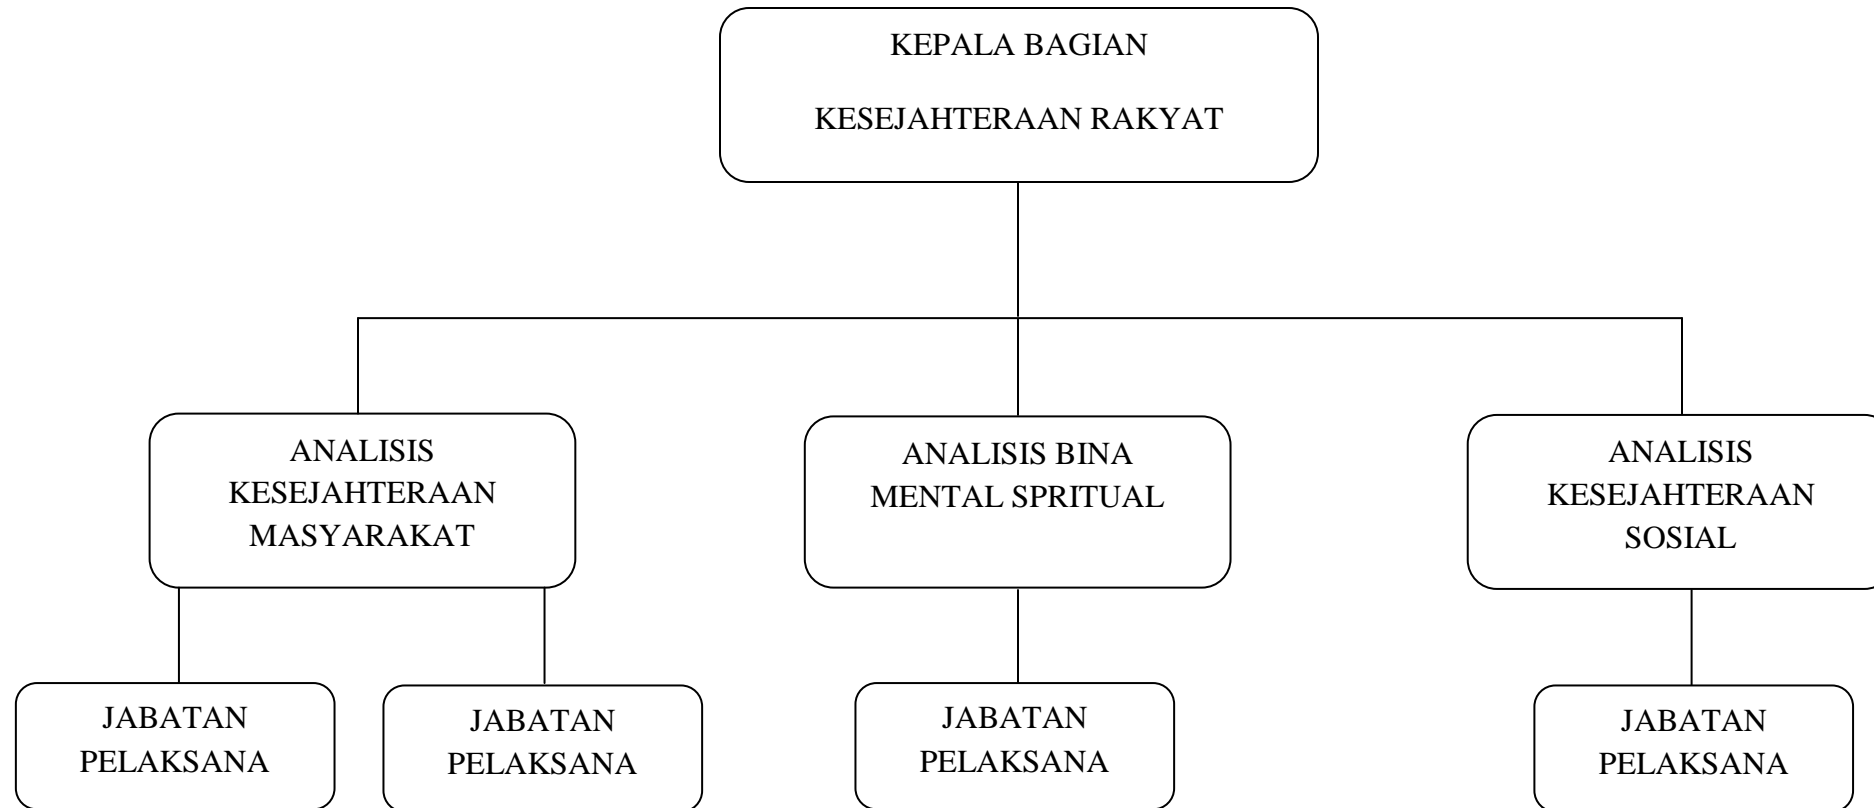 KEPALA BAGIAN
KESEJAHTERAAN RAKYAT
ANALISIS
KESEJAHTERAAN
MASYARAKAT
ANALISIS BINA
MENTAL SPRITUAL
ANALISIS
KESEJAHTERAAN
SOSIAL
JABATAN
PELAKSANA
JABATAN
PELAKSANA
JABATAN
PELAKSANA
JABATAN
PELAKSANA